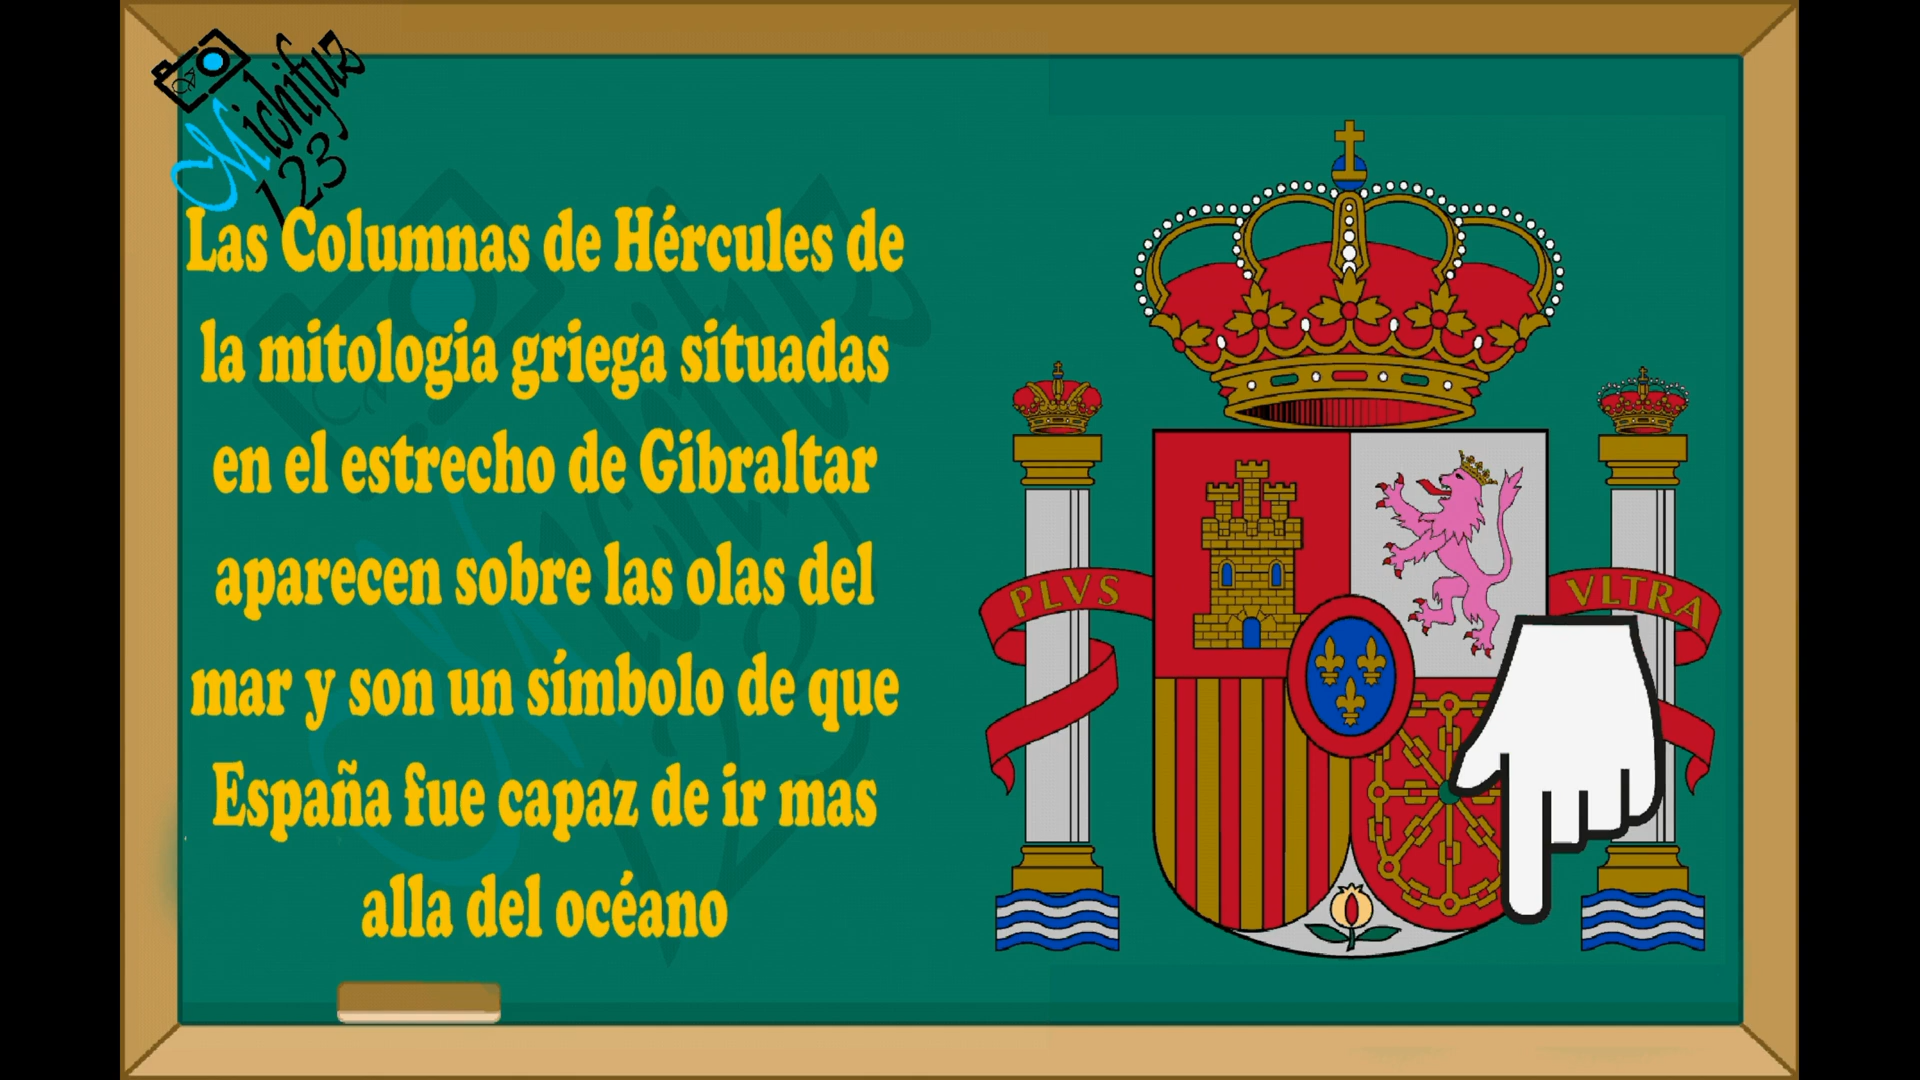 Michifuz
123
Las Columnas de Hércules de
la mitologia griega situadas
en el estrecho de Gibraltar
aparecen sobre las olas del
mar y son un símbolo de que
España fue capaz de ir mas
alla del océano
PLVS VLTRA